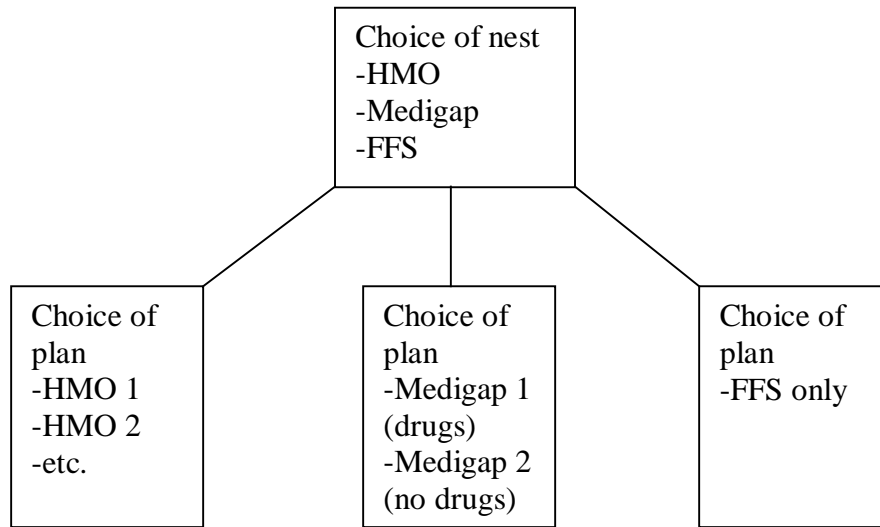 Choice of nest
-HMO
-Medigap
-FFS
Choice of
plan
-HMO 1
-HMO 2
-etc.
Choice of
plan
-Medigap 1
(drugs)
-Medigap 2
(no drugs)
Choice of
plan
-FFS only